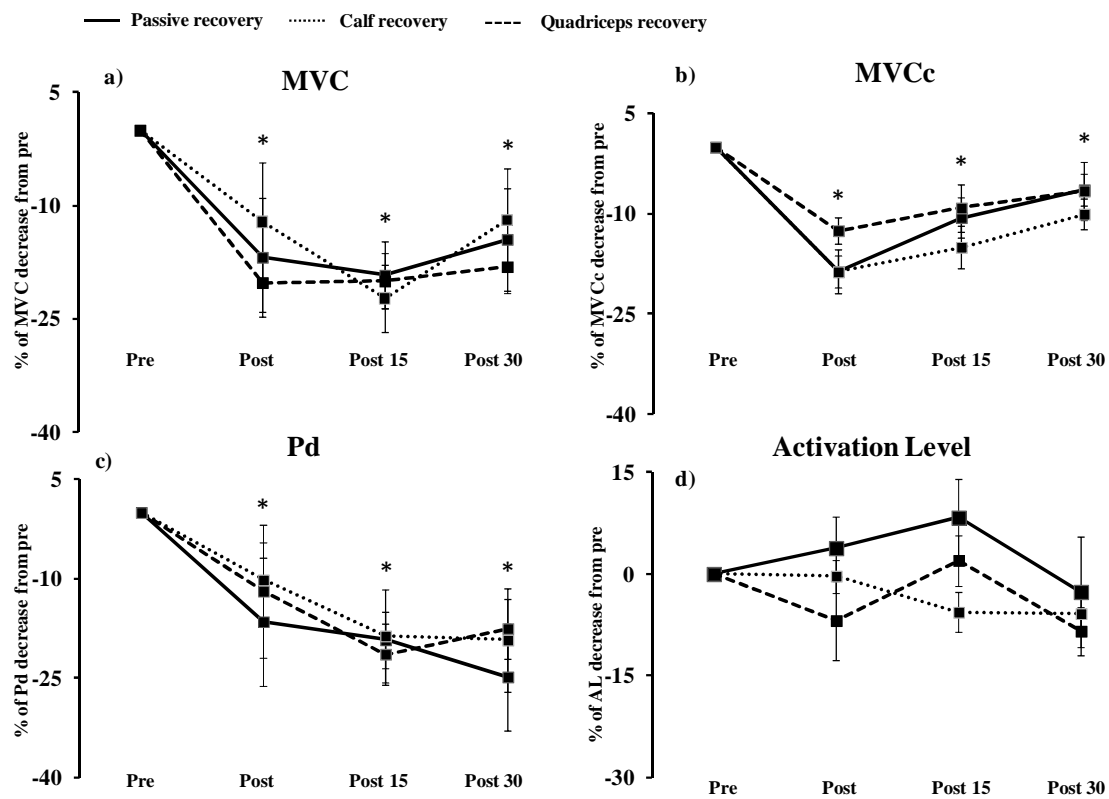 Passive recovery Calf recovery Quadriceps recovery
a) MVC
% of MVC decrease from pre
5
-10
-25
-40
* * *
Pre Post Post 15 Post 30
b) MVCc
% of MVCc decrease from pre
5
-10
-25
-40
* * *
Pre Post Post 15 Post 30
c) Pd
% of Pd decrease from pre
5
-10
-25
-40
* * *
Pre Post Post 15 Post 30
d) Activation Level
% of AL decrease from pre
15
0
-15
-30
Pre Post Post 15 Post 30